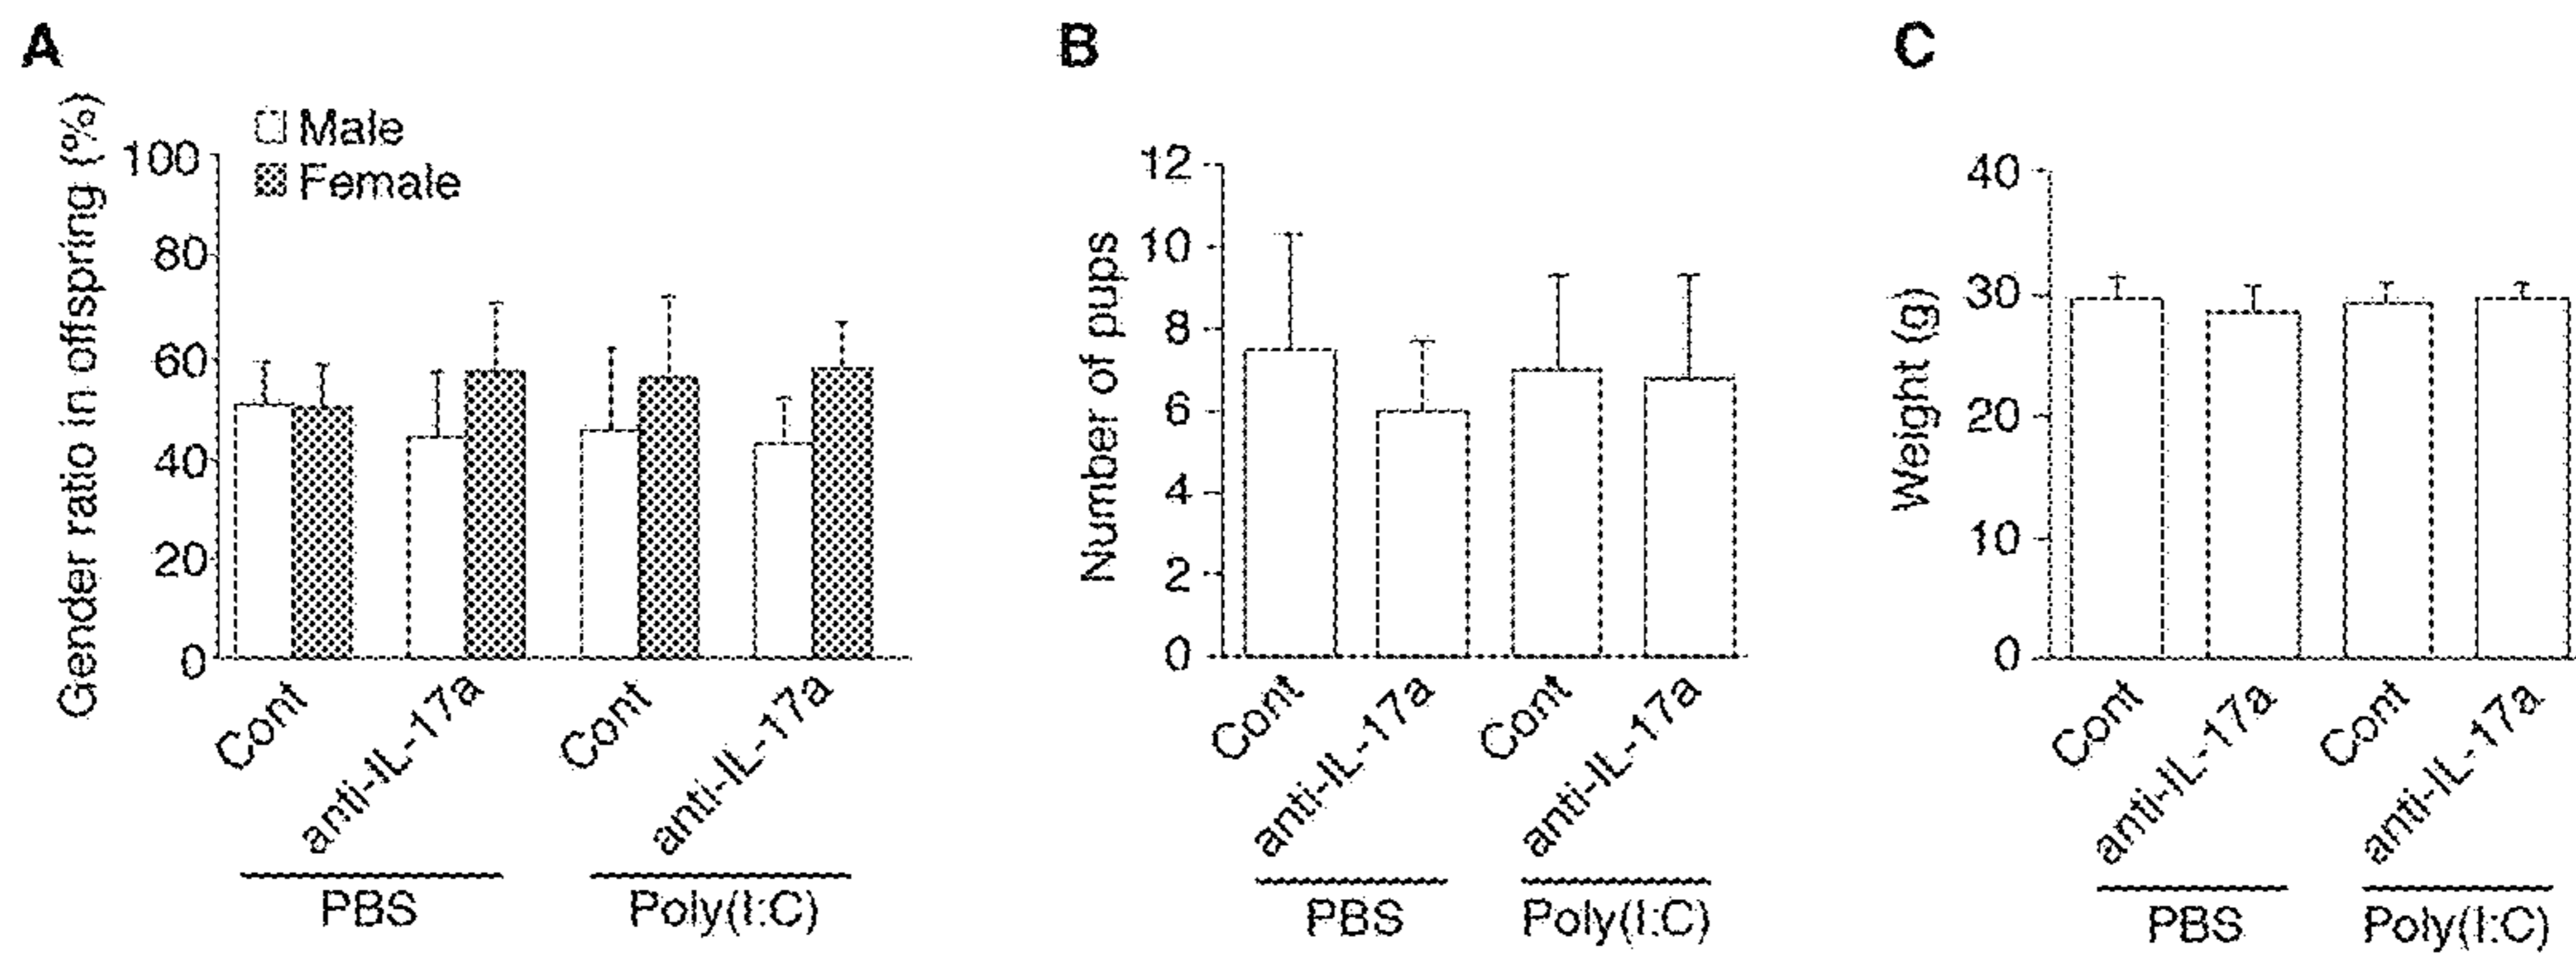 A
Gender ratio in offspring (%)
Male
Female
100
80
60
40
20
0
Cont
anti-IL-17a
Cont
anti-IL-17a
PBS
Poly(I:C)
B
Number of pups
12
10
8
6
4
2
0
Cont
anti-IL-17a
Cont
anti-IL-17a
PBS
Poly(I:C)
C
Weight (g)
40
30
20
10
0
Cont
anti-IL-17a
Cont
anti-IL-17a
PBS
Poly(I:C)